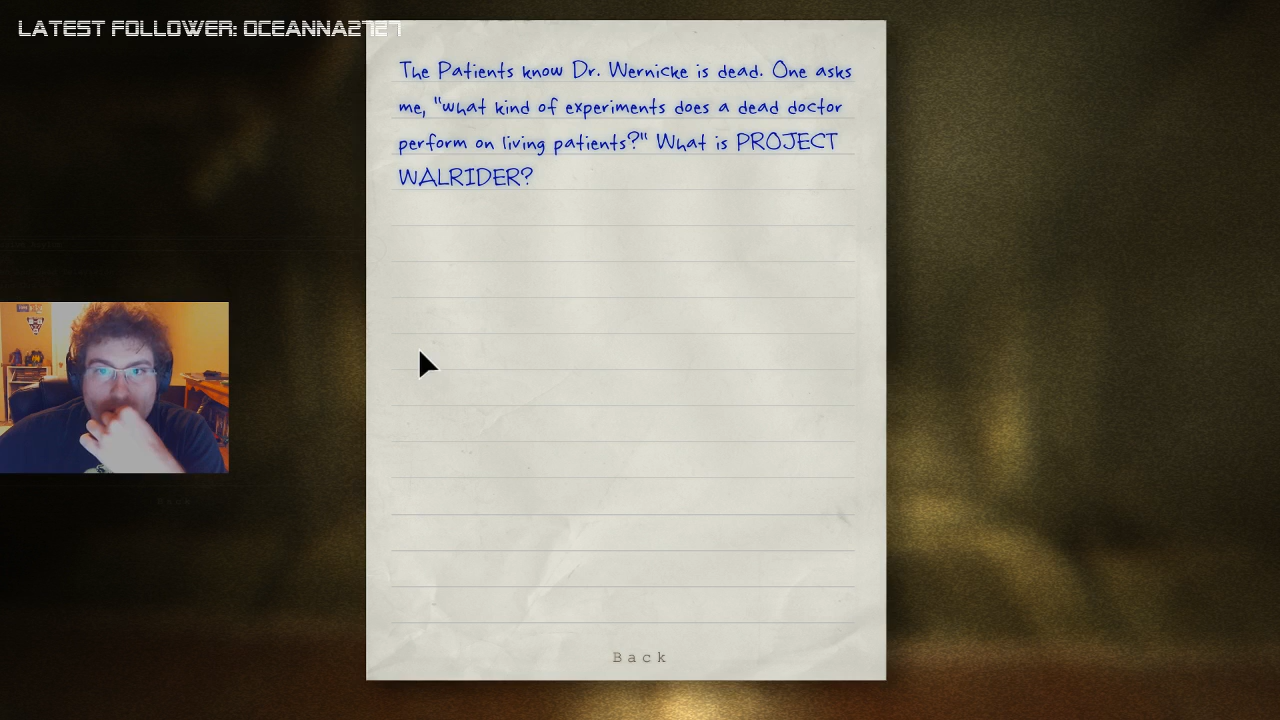 LATEST FOLLOWER: OCEANNA2727
The Patients know Dr. Wernicke is dead. One asks
me, "what kind of experiments does a dead doctor
perform on living patients?" What is PROJECT
WALRIDER?
Back